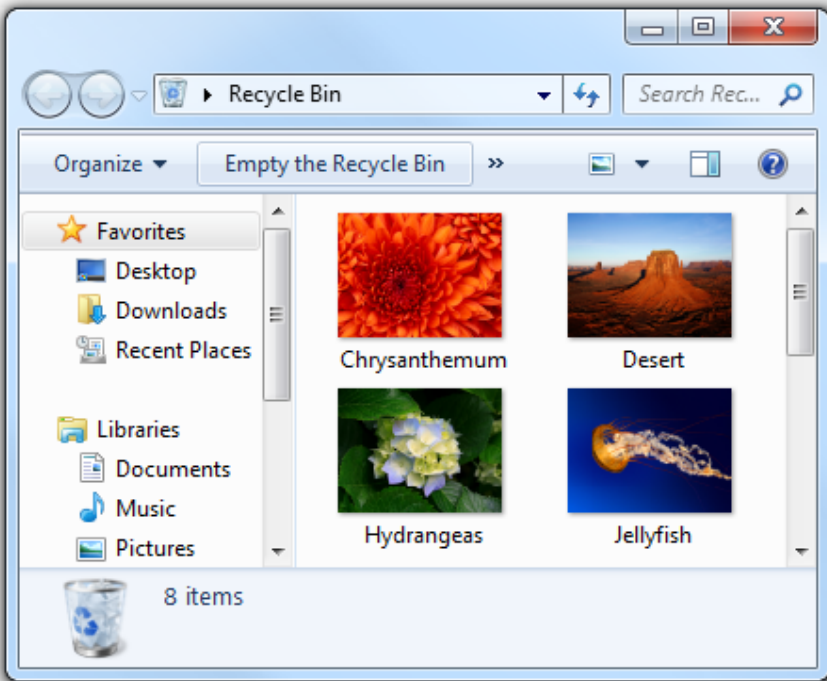 Recycle Bin
Search Rec...
Organize
Empty the Recycle Bin
»
Favorites
Desktop
Downloads
Recent Places
Libraries
Documents
Music
Pictures
Chrysanthemum
Desert
Hydrangeas
Jellyfish
8 items